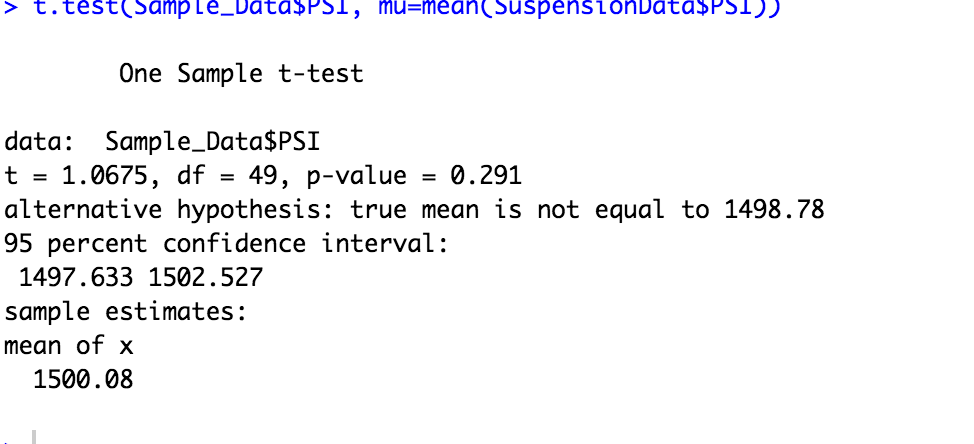 > t.test(Sample_Data$PSI, mu=mean(SuspensionData$PSI))
One Sample t-test
data:  Sample_Data$PSI
t = 1.0675, df = 49, p-value = 0.291
alternative hypothesis: true mean is not equal to 1498.78
95 percent confidence interval:
1497.633 1502.527
sample estimates:
mean of x
1500.08